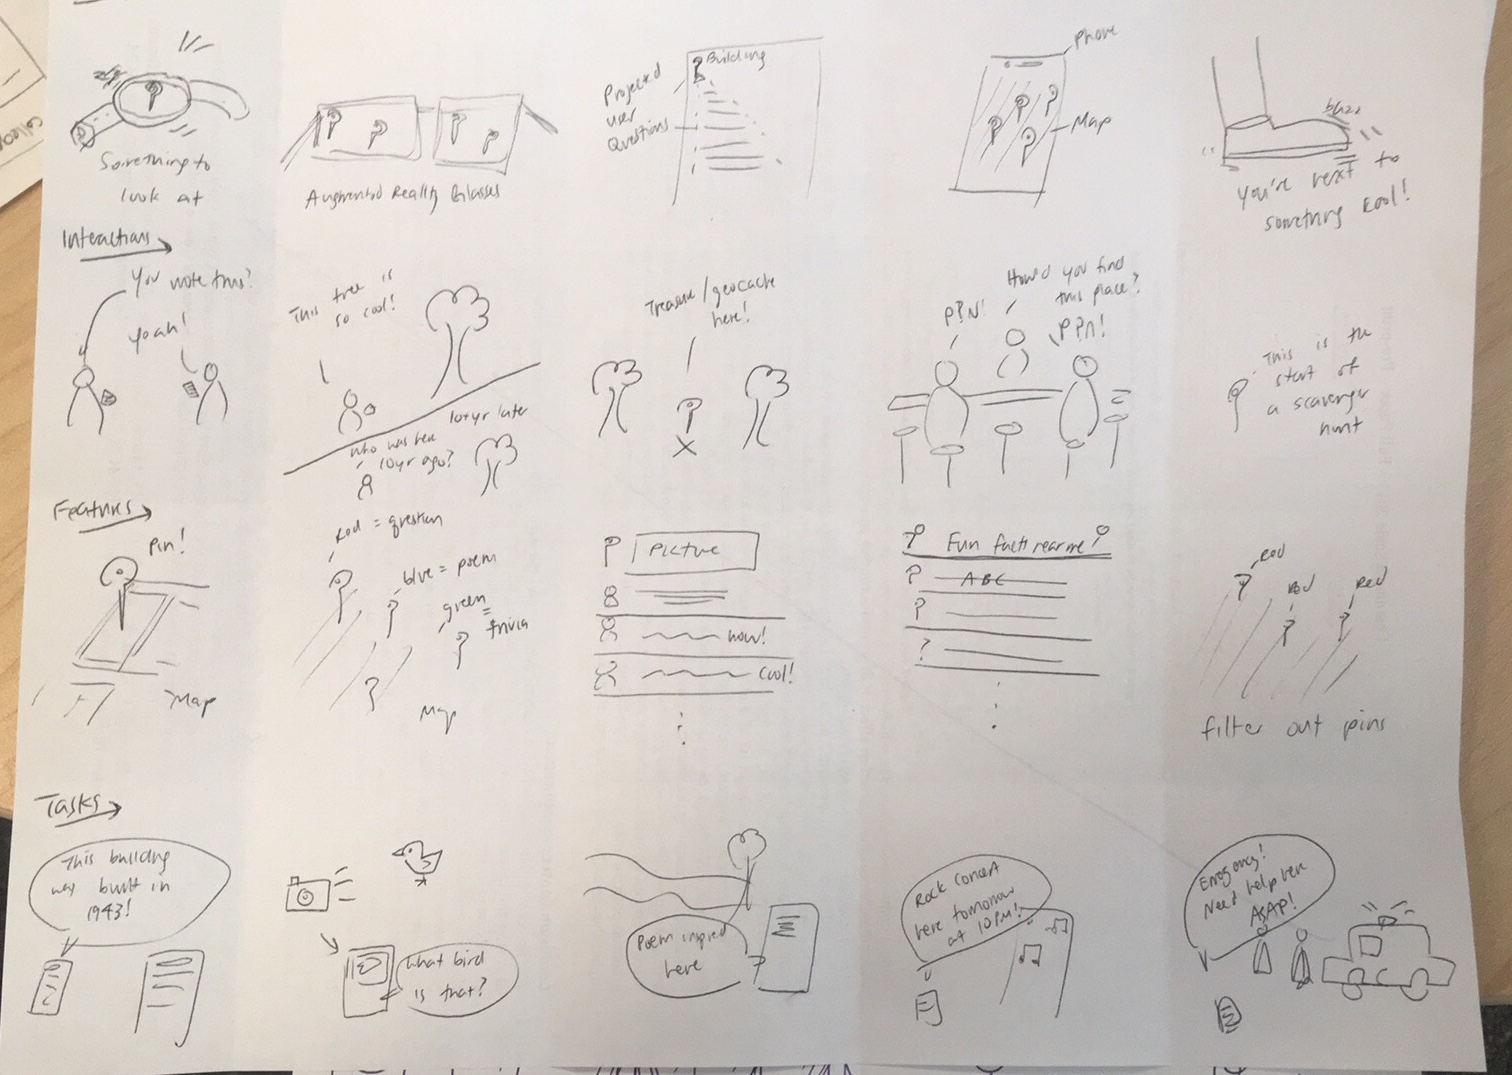 Something to
look at
Augmented Reality Glasses
Projected
user
Questions
Building
Phone
Map
buzz
You're next to
something cool!
Interactions
You wrote this?
Yeah!
This tree is
so cool!
10+yr later
who was here
10yr ago?
Treasure/geocache
here!
P?N!
How'd you find
this place?
P?n!
This is the
start of
a scavenger
hunt
Features
Pin!
Map
Red = question
blue = poem
green
=
trivia
Map
Picture
wow!
cool!
Fun facts near me
ABC
Red
Red
Red
filter out pins
Tasks
This building
was built in
1943!
What bird
is that?
Poem inspired
here
Rock Concert
here tomorrow
at 10PM!
Emergency!
Need help here
ASAP!